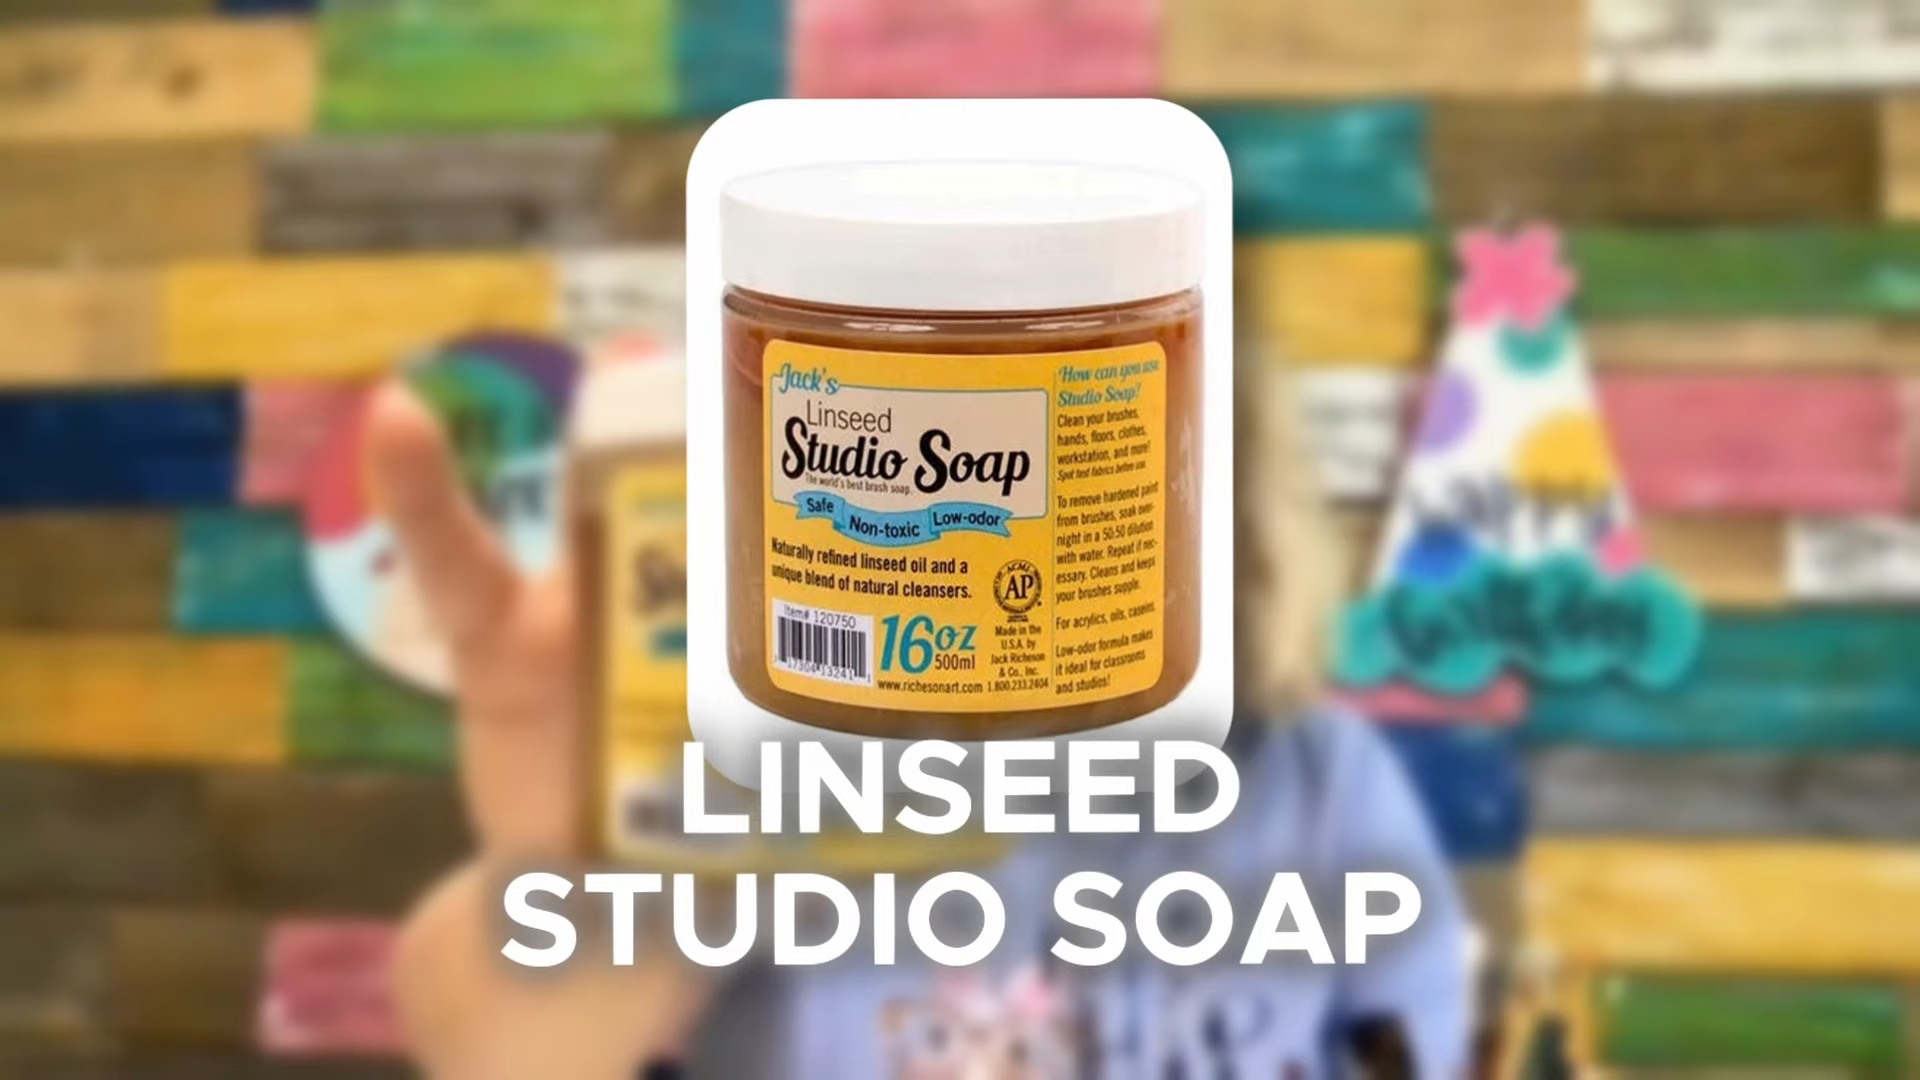 Jack's
Linseed
Studio Soap
The world's best brush soap.
Safe
Non-toxic
Low-odor
Naturally refined linseed oil and a
unique blend of natural cleansers.
Item# 120750
16oz
500ml
ACMI
AP
Made in the
U.S.A. by
Jack Richeson
& Co., Inc.
www.richesonart.com 1.800.233.2404
How can you use
Studio Soap?
Clean your brushes,
hands, floors, clothes,
workstation, and more!
Spot test fabrics before use.
To remove hardened paint
from brushes, soak over-
night in a 50:50 dilution
with water. Repeat if nec-
essary. Cleans and keeps
your brushes supple.
For acrylics, oils, caseins.
Low-odor formula makes
it ideal for classrooms
and studios!
LINSEED
STUDIO SOAP